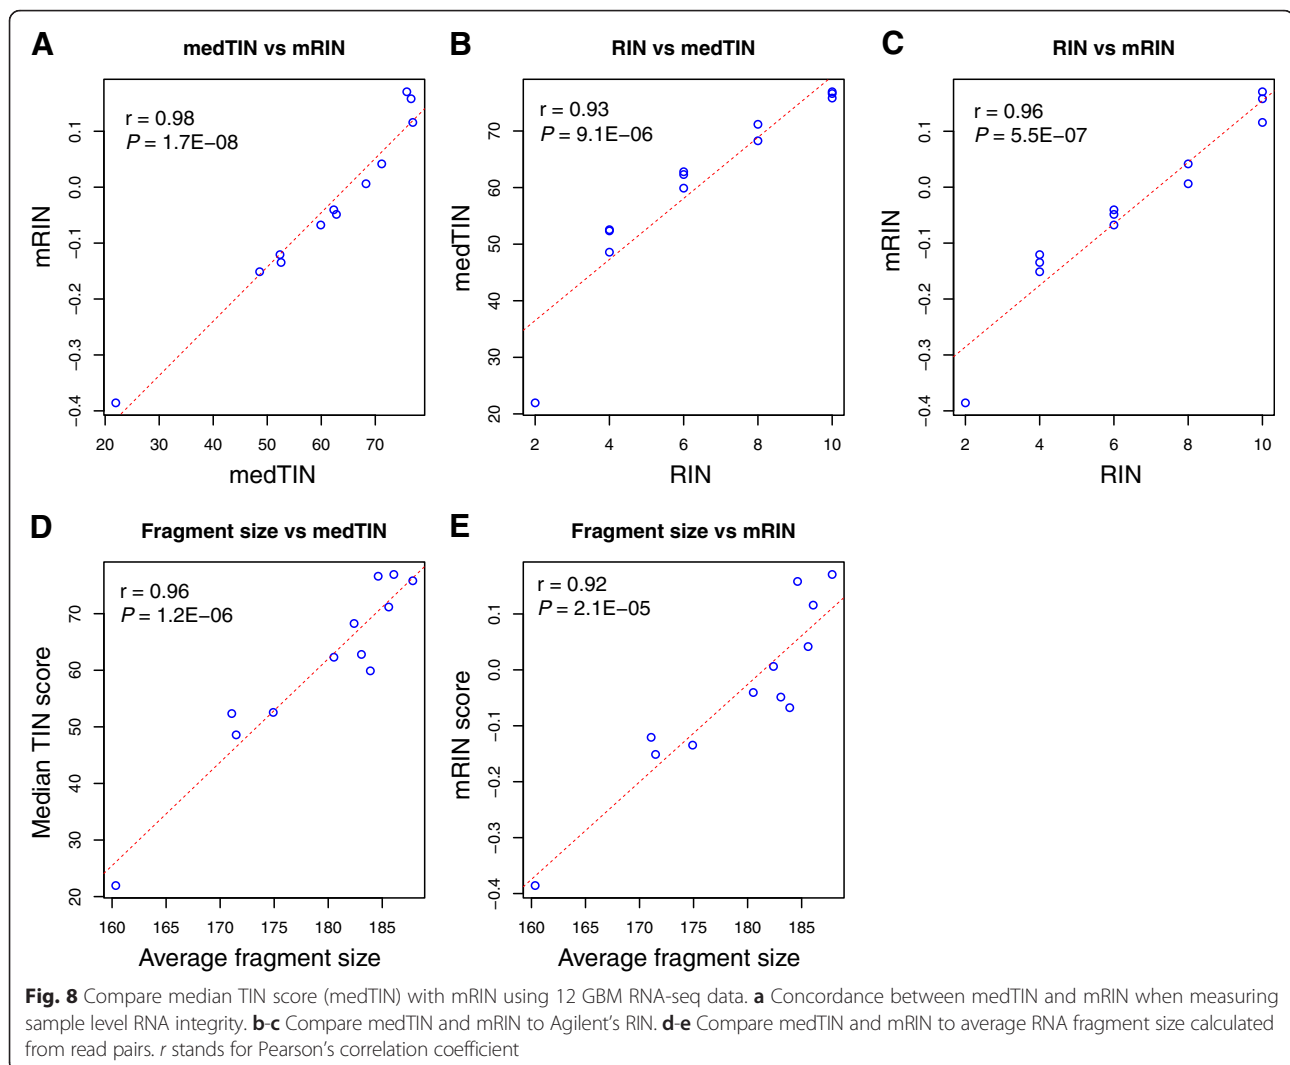 A
medTIN vs mRIN
r = 0.98
P = 1.7E−08
mRIN
0.1
0.0
−0.1
−0.2
−0.3
−0.4
20 30 40 50 60 70
medTIN
B
RIN vs medTIN
r = 0.93
P = 9.1E−06
medTIN
70
60
50
40
30
20
2 4 6 8 10
RIN
C
RIN vs mRIN
r = 0.96
P = 5.5E−07
mRIN
0.1
0.0
−0.1
−0.2
−0.3
−0.4
2 4 6 8 10
RIN
D
Fragment size vs medTIN
r = 0.96
P = 1.2E−06
Median TIN score
70
60
50
40
30
20
160 165 170 175 180 185
Average fragment size
E
Fragment size vs mRIN
r = 0.92
P = 2.1E−05
mRIN score
0.1
0.0
−0.1
−0.2
−0.3
−0.4
160 165 170 175 180 185
Average fragment size
Fig. 8 Compare median TIN score (medTIN) with mRIN using 12 GBM RNA-seq data. a Concordance between medTIN and mRIN when measuring
sample level RNA integrity. b-c Compare medTIN and mRIN to Agilent's RIN. d-e Compare medTIN and mRIN to average RNA fragment size calculated
from read pairs. r stands for Pearson's correlation coefficient